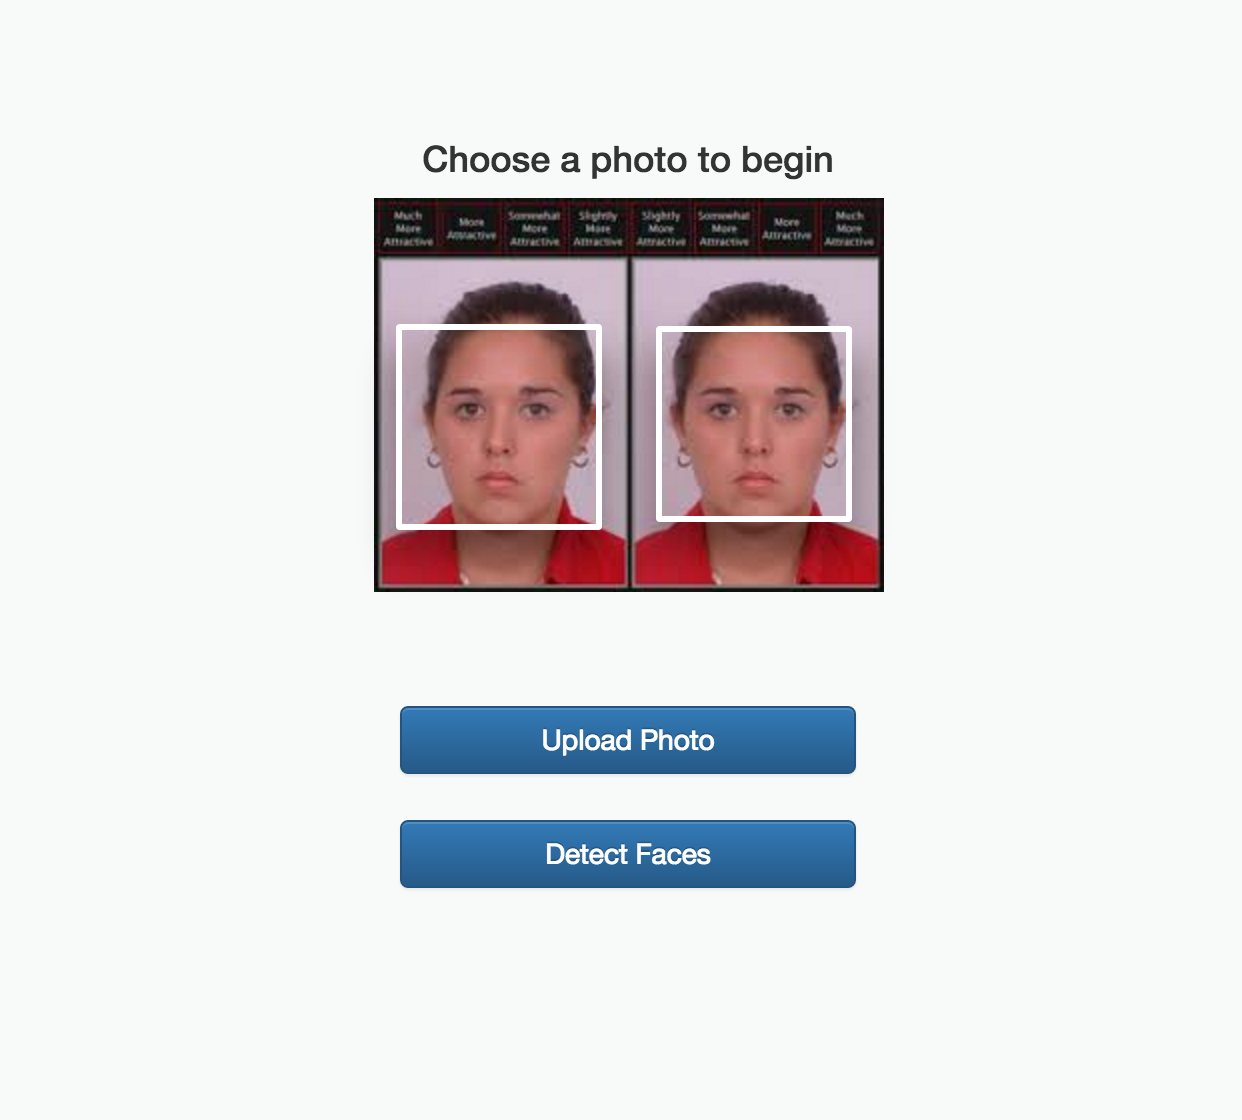 Choose a photo to begin
Much
More
Attractive
More
Attractive
Somewhat
More
Attractive
Slightly
More
Attractive
Slightly
More
Attractive
Somewhat
More
Attractive
More
Attractive
Much
More
Attractive
Upload Photo
Detect Faces